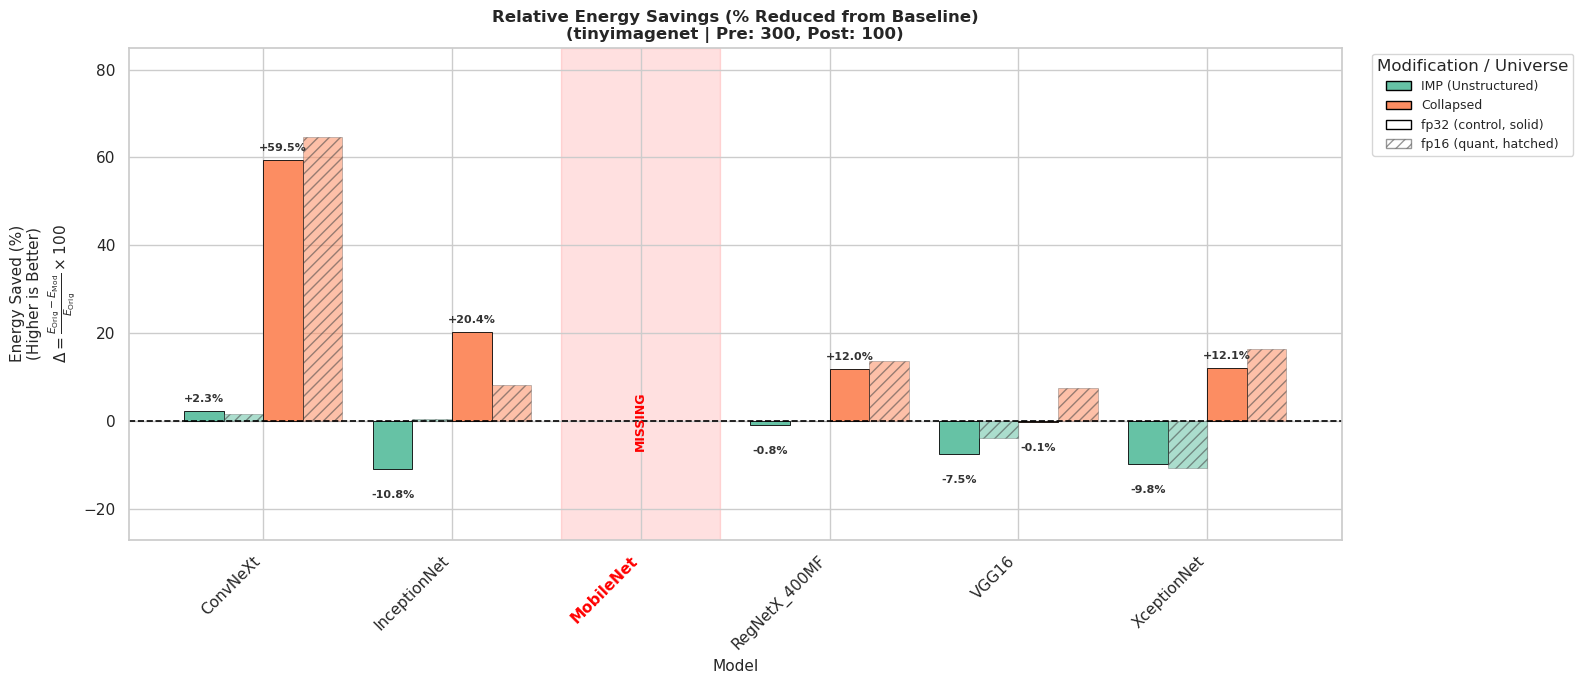 Relative Energy Savings (% Reduced from Baseline)
(tinyimagenet | Pre: 300, Post: 100)
Modification / Universe
IMP (Unstructured)
Collapsed
fp32 (control, solid)
fp16 (quant, hatched)
Energy Saved (%)
(Higher is Better)
Δ = (E_Orig − E_Mod) / E_Orig × 100
80
60
40
20
0
−20
+2.3%
+59.5%
-10.8%
+20.4%
MISSING
-0.8%
+12.0%
-7.5%
-0.1%
-9.8%
+12.1%
ConvNeXt
InceptionNet
MobileNet
RegNetX_400MF
VGG16
XceptionNet
Model